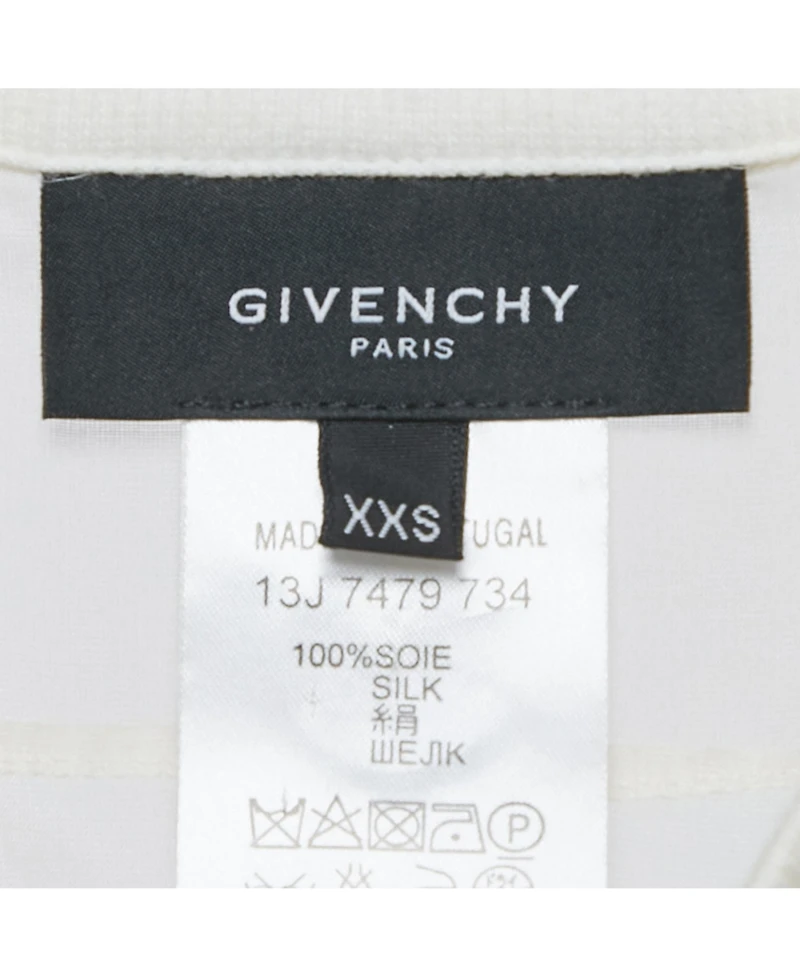 GIVENCHY
PARIS
XXS
MAD TUGAL
13J 7479 734
100%SOIE
SILK
絹
ШЕЛК
P